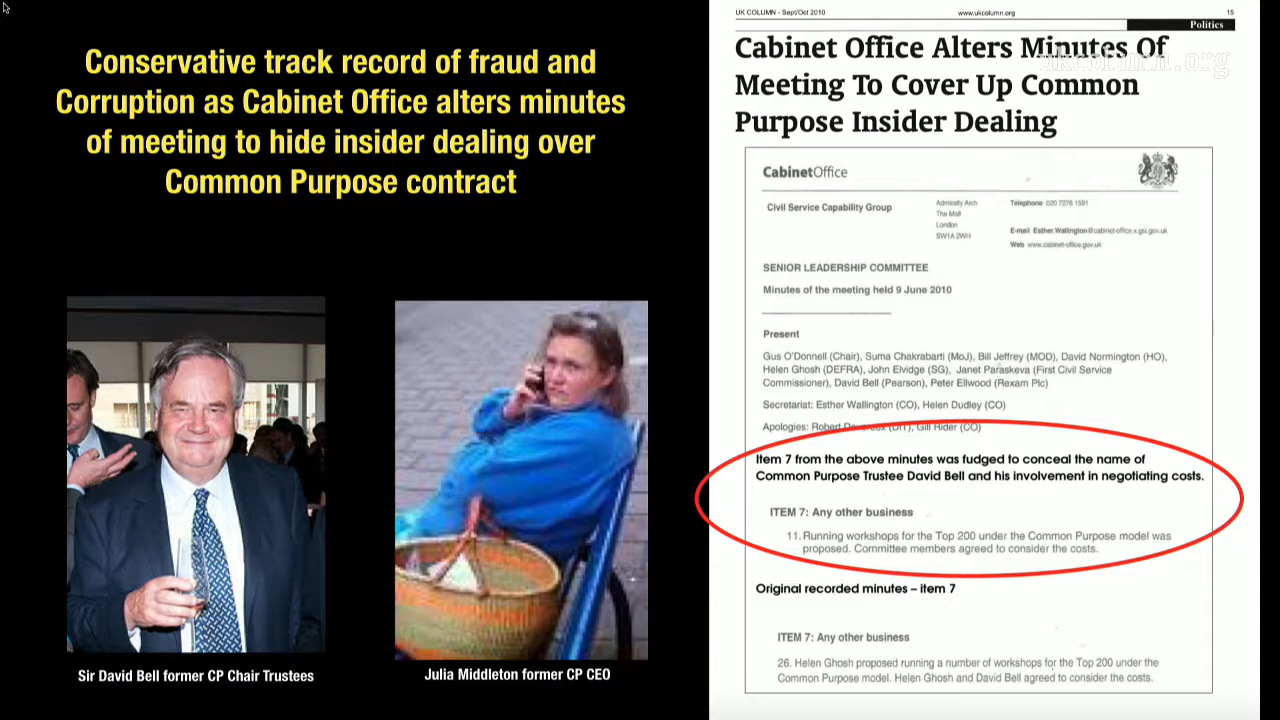 Conservative track record of fraud and
Corruption as Cabinet Office alters minutes
of meeting to hide insider dealing over
Common Purpose contract
Sir David Bell former CP Chair Trustees
Julia Middleton former CP CEO
UK COLUMN - Sept/Oct 2010
www.ukcolumn.org
15
Politics
ukcolumn.org
Cabinet Office Alters Minutes Of
Meeting To Cover Up Common
Purpose Insider Dealing
CabinetOffice
Civil Service Capability Group
Admiralty Arch
The Mall
London
SW1A 2WH
Telephone 020 7276 1591
E-mail Esther.Wallington@cabinet-office.x.gsi.gov.uk
Web www.cabinet-office.gov.uk
SENIOR LEADERSHIP COMMITTEE
Minutes of the meeting held 9 June 2010
Present
Gus O'Donnell (Chair), Suma Chakrabarti (MoJ), Bill Jeffrey (MOD), David Normington (HO),
Helen Ghosh (DEFRA), John Elvidge (SG), Janet Paraskeva (First Civil Service
Commissioner), David Bell (Pearson), Peter Ellwood (Rexam Plc)
Secretariat: Esther Wallington (CO), Helen Dudley (CO)
Apologies: Robert Devereux (DfT), Gill Rider (CO)
Item 7 from the above minutes was fudged to conceal the name of
Common Purpose Trustee David Bell and his involvement in negotiating costs.
ITEM 7: Any other business
11. Running workshops for the Top 200 under the Common Purpose model was
proposed. Committee members agreed to consider the costs.
Original recorded minutes – item 7
ITEM 7: Any other business
26. Helen Ghosh proposed running a number of workshops for the Top 200 under the
Common Purpose model. Helen Ghosh and David Bell agreed to consider the costs.